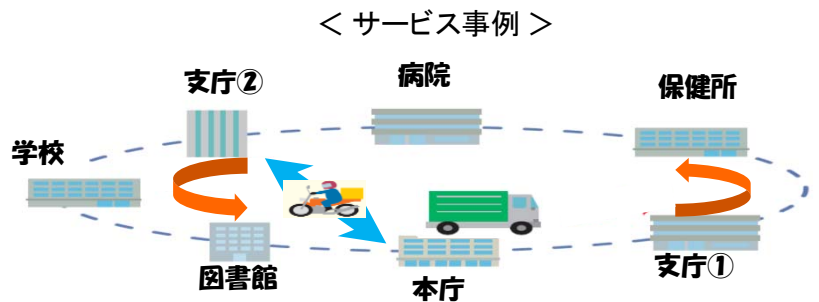 ＜ サービス事例 ＞
支庁②
病院
保健所
学校
図書館
本庁
支庁①